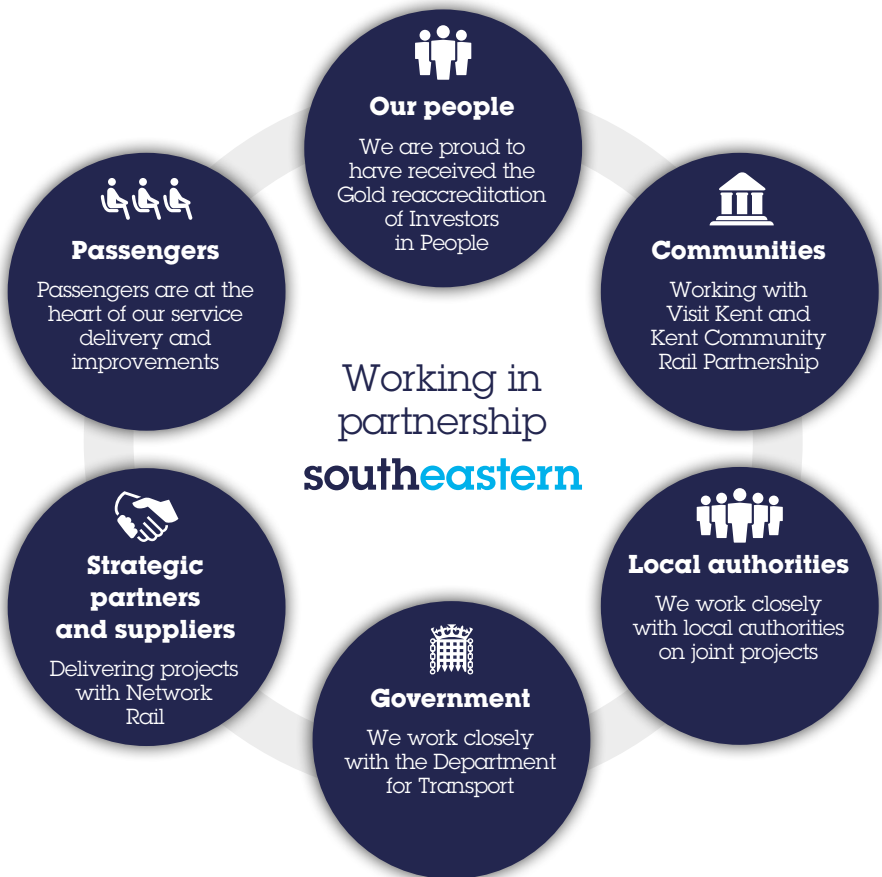 Our people
We are proud to
have received the
Gold reaccreditation
of Investors
in People
Communities
Working with
Visit Kent and
Kent Community
Rail Partnership
Local authorities
We work closely
with local authorities
on joint projects
Government
We work closely
with the Department
for Transport
Strategic
partners
and suppliers
Delivering projects
with Network
Rail
Passengers
Passengers are at the
heart of our service
delivery and
improvements
Working in
partnership
southeastern